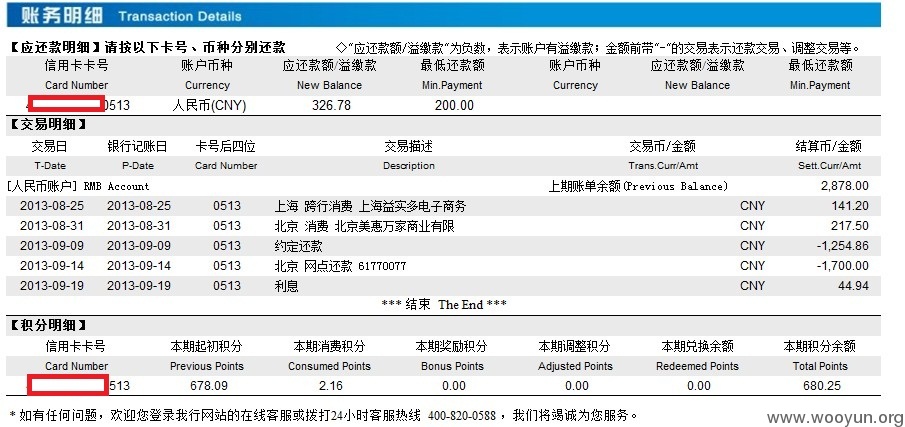 账务明细 Transaction Details
【应还款明细】请按以下卡号、币种分别还款 ◇“应还款额/溢缴款”为负数，表示账户有溢缴款；金额前带“-”的交易表示还款交易、调整交易等。
信用卡卡号 账户币种 应还款额/溢缴款 最低还款额 账户币种 应还款额/溢缴款 最低还款额
Card Number Currency New Balance Min.Payment Currency New Balance Min.Payment
0513 人民币(CNY) 326.78 200.00
【交易明细】
交易日 银行记账日 卡号后四位 交易描述 交易币/金额 结算币/金额
T-Date P-Date Card Number Description Trans.Curr/Amt Sett.Curr/Amt
[人民币账户] RMB Account 上期账单余额(Previous Balance) 2,878.00
2013-08-25 2013-08-25 0513 上海 跨行消费 上海益实多电子商务 CNY 141.20
2013-08-31 2013-08-31 0513 北京 消费 北京美惠万家商业有限 CNY 217.50
2013-09-09 2013-09-09 0513 约定还款 CNY -1,254.86
2013-09-14 2013-09-14 0513 北京 网点还款 61770077 CNY -1,700.00
2013-09-19 2013-09-19 0513 利息 CNY 44.94
*** 结束 The End ***
【积分明细】
信用卡卡号 本期起初积分 本期消费积分 本期奖励积分 本期调整积分 本期兑换余额 本期积分余额
Card Number Previous Points Consumed Points Bonus Points Adjusted Points Redeemed Points Total Points
513 678.09 2.16 0.00 0.00 0.00 680.25
* 如有任何问题，欢迎您登录我行网站的在线客服或拨打24小时客服热线 400-820-0588 ，我们将竭诚为您服务。
www.wooyun.org